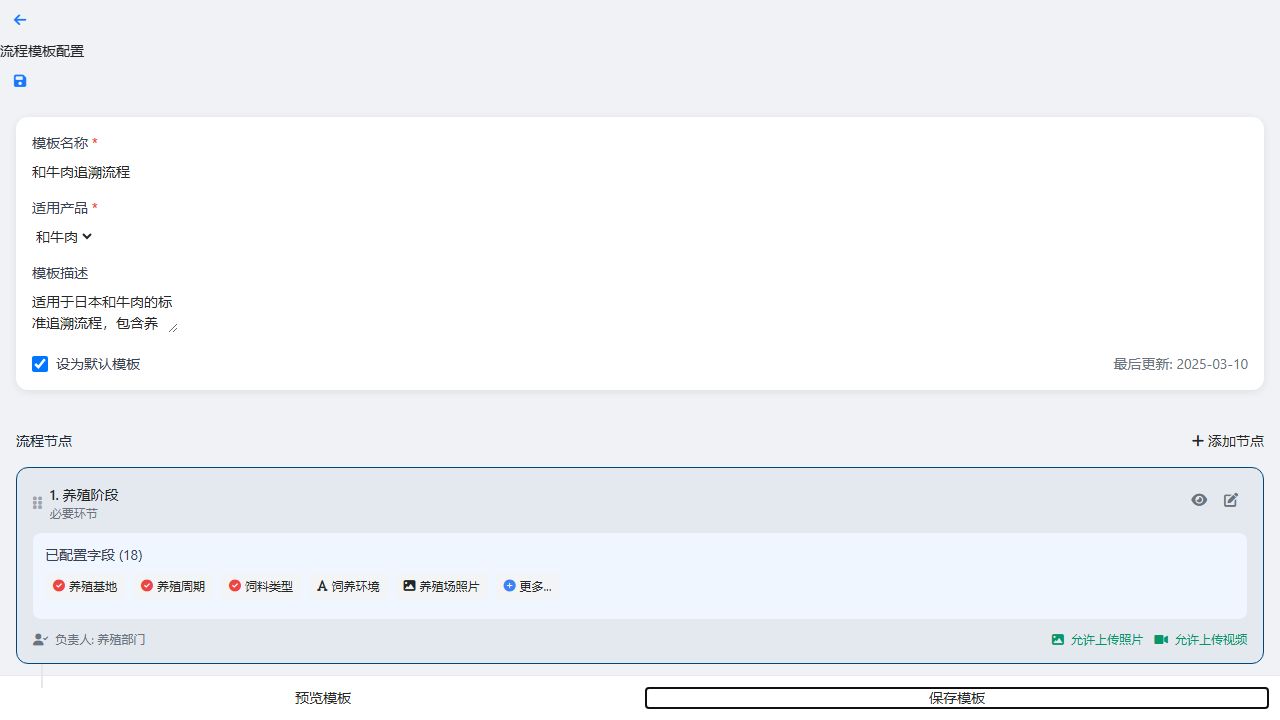 流程模板配置
模板名称 *
和牛肉追溯流程
适用产品 *
和牛肉
模板描述
适用于日本和牛肉的标
准追溯流程，包含养
设为默认模板
最后更新: 2025-03-10
流程节点
添加节点
1. 养殖阶段
必要环节
已配置字段 (18)
养殖基地 养殖周期 饲料类型 饲养环境 养殖场照片 更多...
负责人: 养殖部门
允许上传照片 允许上传视频
预览模板
保存模板